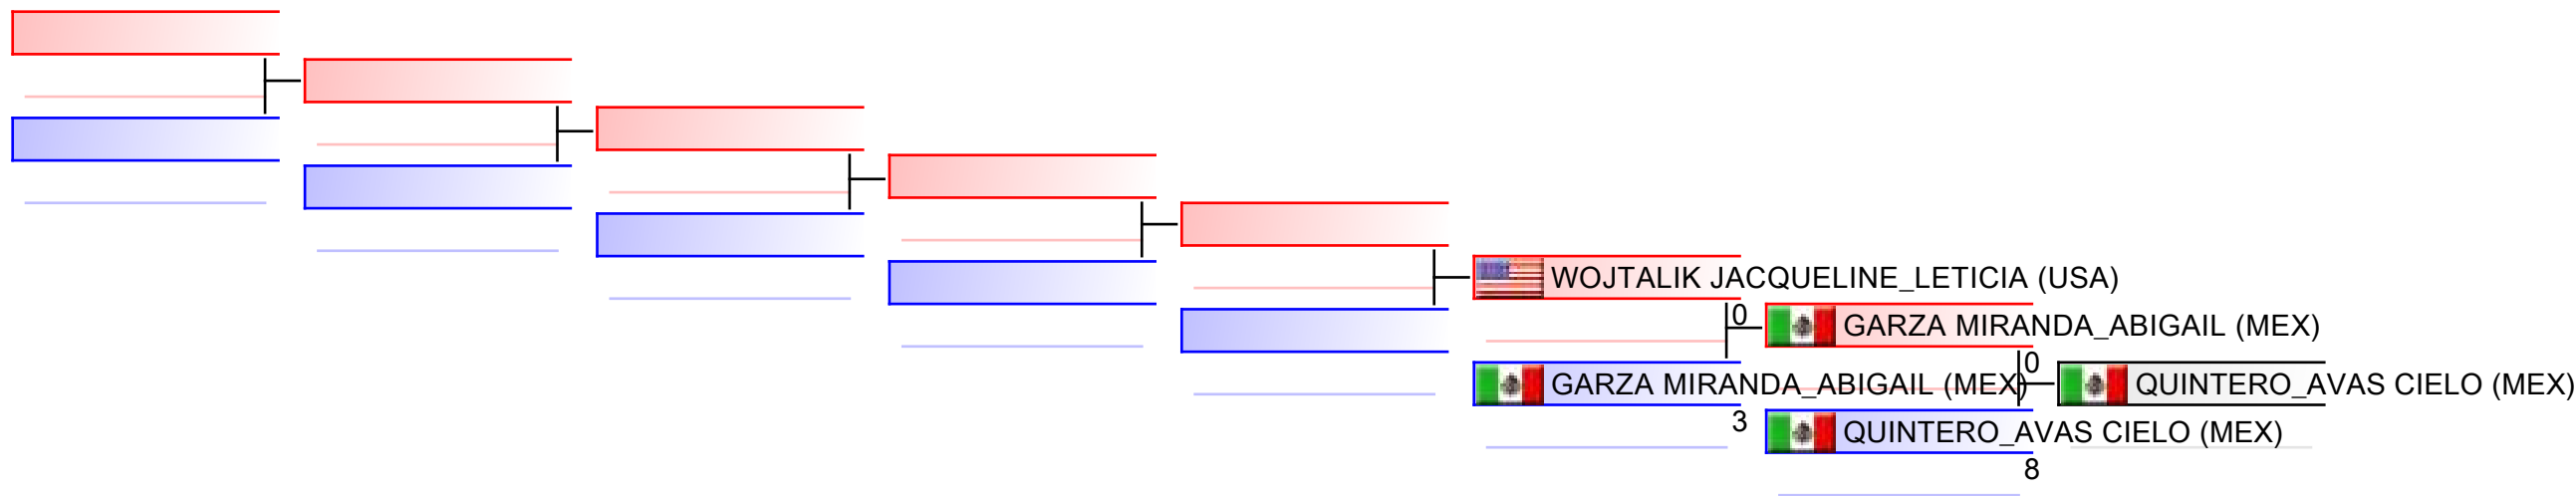 WOJTALIK JACQUELINE_LETICIA (USA)
0
GARZA MIRANDA_ABIGAIL (MEX)
GARZA MIRANDA_ABIGAIL (MEX)
3
0
QUINTERO_AVAS CIELO (MEX)
QUINTERO_AVAS CIELO (MEX)
8